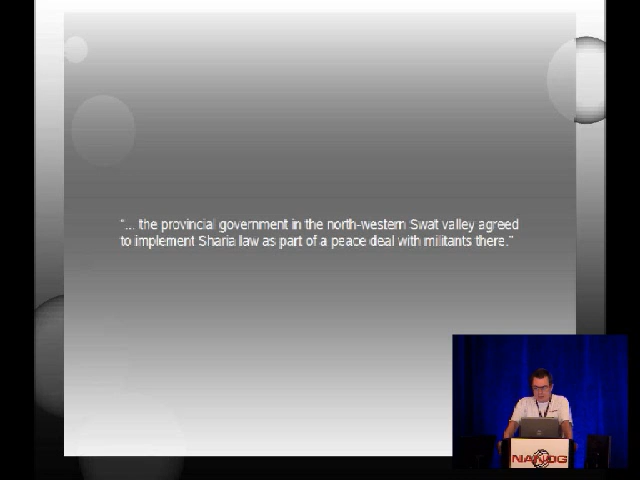 "... the provincial government in the north-western Swat valley agreed
to implement Sharia law as part of a peace deal with militants there."
NANOG